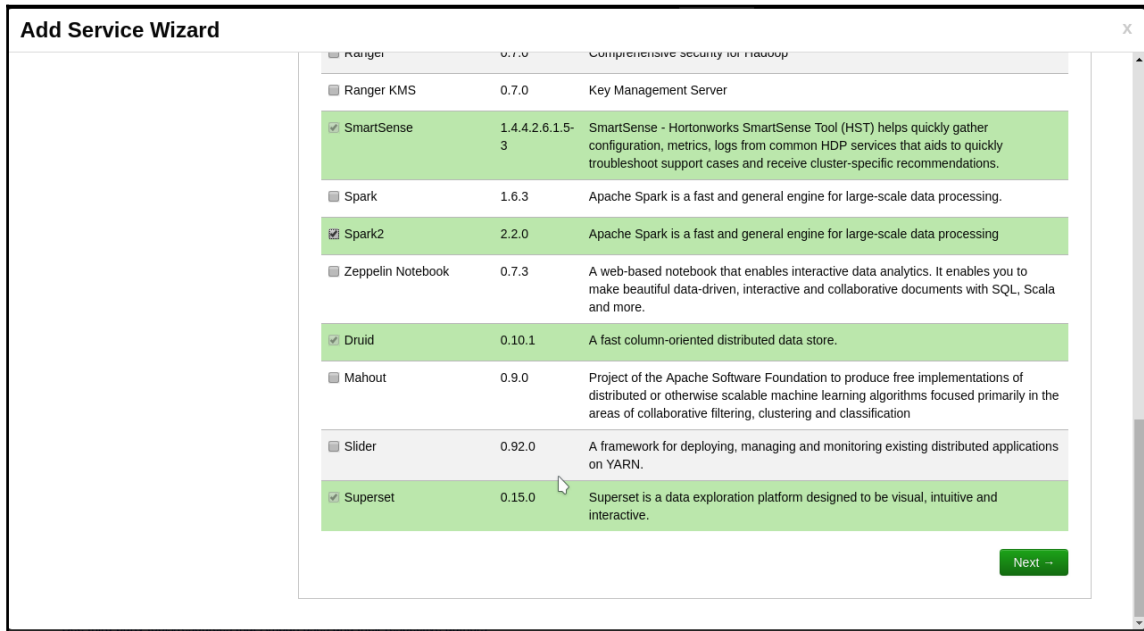 Add Service Wizard
x
Ranger 0.7.0 Comprehensive security for Hadoop
Ranger KMS 0.7.0 Key Management Server
SmartSense 1.4.4.2.6.1.5- SmartSense - Hortonworks SmartSense Tool (HST) helps quickly gather
3 configuration, metrics, logs from common HDP services that aids to quickly
troubleshoot support cases and receive cluster-specific recommendations.
Spark 1.6.3 Apache Spark is a fast and general engine for large-scale data processing.
Spark2 2.2.0 Apache Spark is a fast and general engine for large-scale data processing
Zeppelin Notebook 0.7.3 A web-based notebook that enables interactive data analytics. It enables you to
make beautiful data-driven, interactive and collaborative documents with SQL, Scala
and more.
Druid 0.10.1 A fast column-oriented distributed data store.
Mahout 0.9.0 Project of the Apache Software Foundation to produce free implementations of
distributed or otherwise scalable machine learning algorithms focused primarily in the
areas of collaborative filtering, clustering and classification
Slider 0.92.0 A framework for deploying, managing and monitoring existing distributed applications
on YARN.
Superset 0.15.0 Superset is a data exploration platform designed to be visual, intuitive and
interactive.
Next →